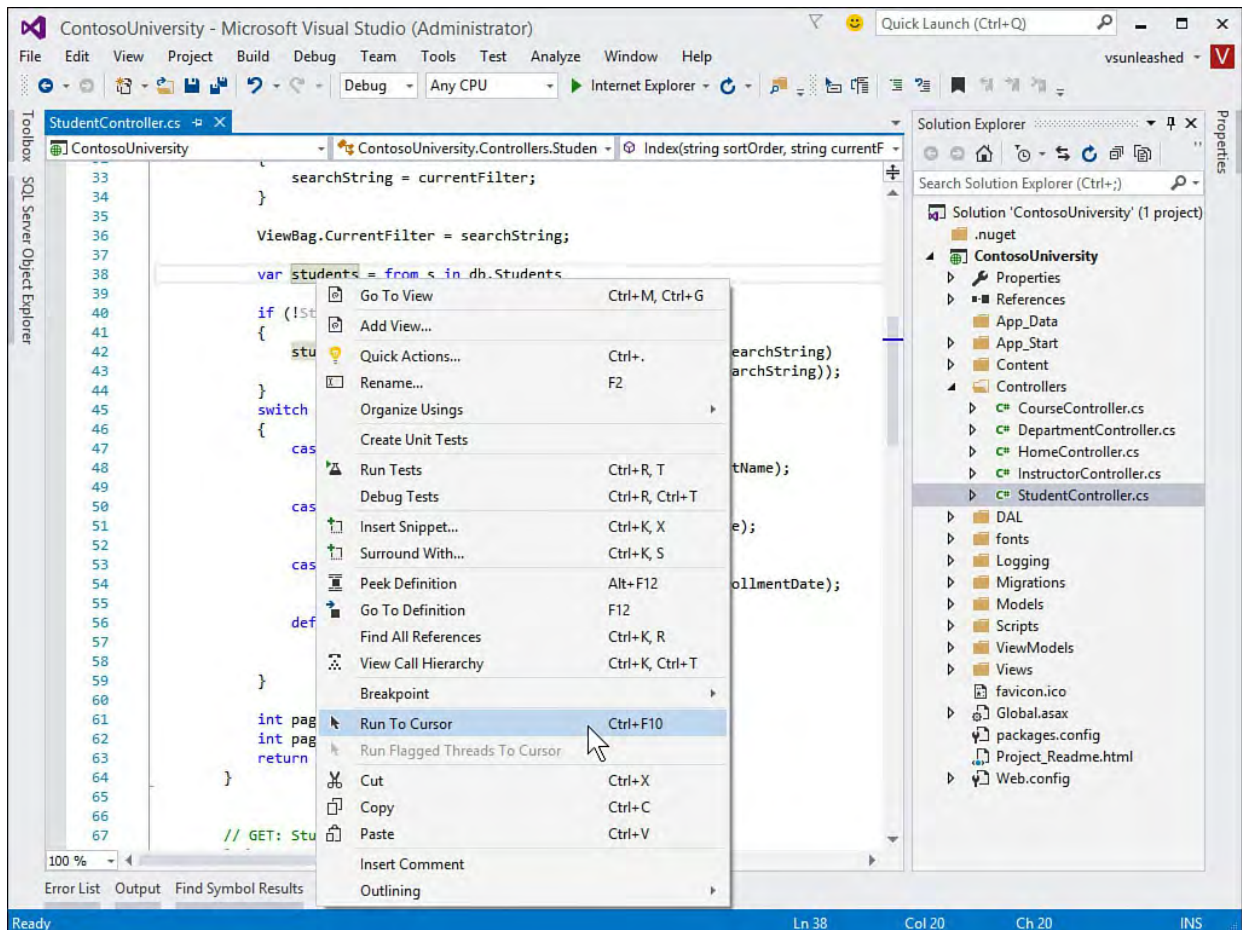 ContosoUniversity - Microsoft Visual Studio (Administrator)
Quick Launch (Ctrl+Q)
File Edit View Project Build Debug Team Tools Test Analyze Window Help
vsunleashed V
Debug Any CPU Internet Explorer
Toolbox
SQL Server Object Explorer
StudentController.cs
ContosoUniversity ContosoUniversity.Controllers.Studen Index(string sortOrder, string currentF
33 searchString = currentFilter;
34 }
35
36 ViewBag.CurrentFilter = searchString;
37
38 var students = from s in db.Students
39
40 if (!St
41 {
42 stu earchString)
43 archString));
44 }
45 switch
46 {
47 cas
48 tName);
49
50 cas
51 e);
52
53 cas
54 ollmentDate);
55
56 def
57
58
59 }
60
61 int pag
62 int pag
63 return
64 }
65
66
67 // GET: Stu
Go To View Ctrl+M, Ctrl+G
Add View...
Quick Actions... Ctrl+.
Rename... F2
Organize Usings
Create Unit Tests
Run Tests Ctrl+R, T
Debug Tests Ctrl+R, Ctrl+T
Insert Snippet... Ctrl+K, X
Surround With... Ctrl+K, S
Peek Definition Alt+F12
Go To Definition F12
Find All References Ctrl+K, R
View Call Hierarchy Ctrl+K, Ctrl+T
Breakpoint
Run To Cursor Ctrl+F10
Run Flagged Threads To Cursor
Cut Ctrl+X
Copy Ctrl+C
Paste Ctrl+V
Insert Comment
Outlining
100 %
Error List Output Find Symbol Results
Solution Explorer
Search Solution Explorer (Ctrl+;)
Solution 'ContosoUniversity' (1 project)
.nuget
ContosoUniversity
Properties
References
App_Data
App_Start
Content
Controllers
C# CourseController.cs
C# DepartmentController.cs
C# HomeController.cs
C# InstructorController.cs
C# StudentController.cs
DAL
fonts
Logging
Migrations
Models
Scripts
ViewModels
Views
favicon.ico
Global.asax
packages.config
Project_Readme.html
Web.config
Properties
Ready Ln 38 Col 20 Ch 20 INS